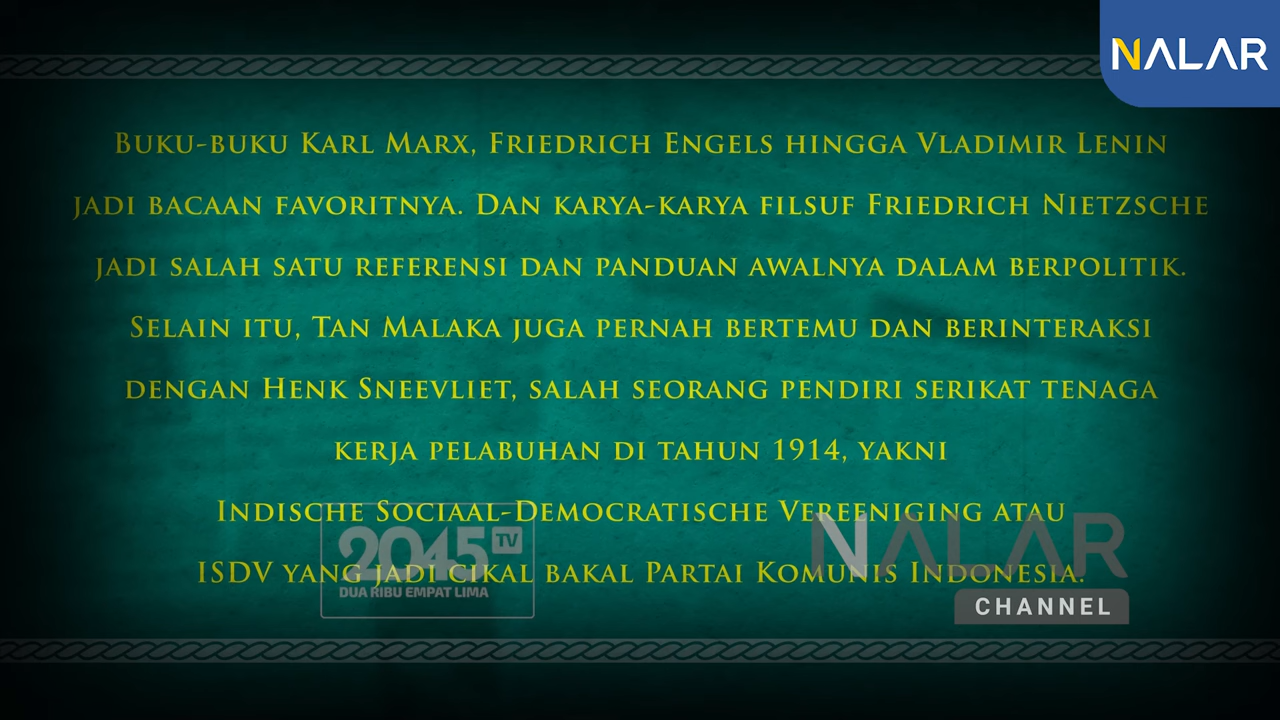 NALAR
Buku-buku Karl Marx, Friedrich Engels hingga Vladimir Lenin
jadi bacaan favoritnya. Dan karya-karya filsuf Friedrich Nietzsche
jadi salah satu referensi dan panduan awalnya dalam berpolitik.
Selain itu, Tan Malaka juga pernah bertemu dan berinteraksi
dengan Henk Sneevliet, salah seorang pendiri serikat tenaga
kerja pelabuhan di tahun 1914, yakni
Indische Sociaal-Democratische Vereeniging atau
ISDV yang jadi cikal bakal Partai Komunis Indonesia.
2045 TV
DUA RIBU EMPAT LIMA
NALAR
CHANNEL